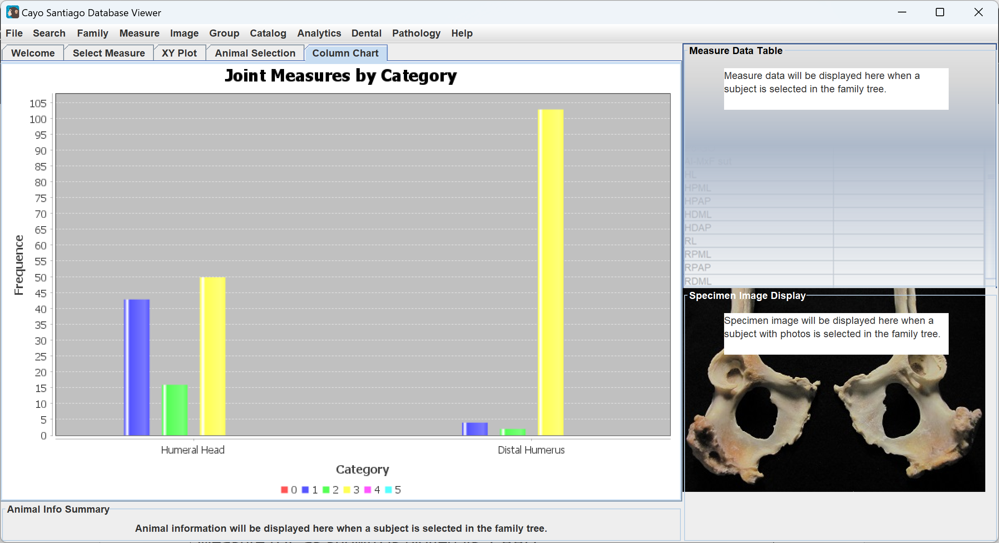 Cayo Santiago Database Viewer
File Search Family Measure Image Group Catalog Analytics Dental Pathology Help
Welcome Select Measure XY Plot Animal Selection Column Chart
Joint Measures by Category
Frequence
105
100
95
90
85
80
75
70
65
60
55
50
45
40
35
30
25
20
15
10
5
0
Humeral Head Distal Humerus
Category
0 1 2 3 4 5
Animal Info Summary
Animal information will be displayed here when a subject is selected in the family tree.
Measure Data Table
Measure data will be displayed here when a
subject is selected in the family tree.
Al-MxF sut
HL
HPML
HPAP
HDML
HDAP
RL
RPML
RPAP
RDML
Specimen Image Display
Specimen image will be displayed here when a
subject with photos is selected in the family tree.